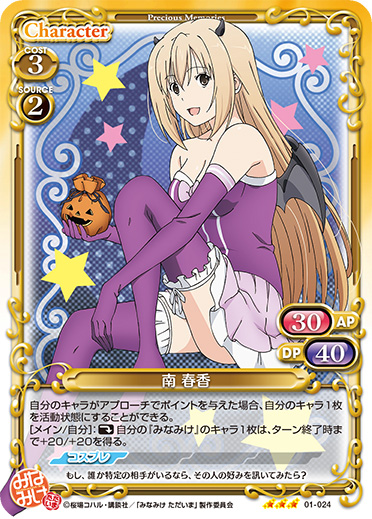 Precious Memories
Character
COST
3
SOURCE
2
30 AP
DP 40
南 春香
自分のキャラがアプローチでポイントを与えた場合、自分のキャラ1枚
を活動状態にすることができる。
[メイン/自分]:自分の「みなみけ」のキャラ1枚は、ターン終了時ま
で+20/+20を得る。
コスプレ
もし、誰か特定の相手がいるなら、その人の好みを訊いてみたら?
みなみけ
©桜場コハル・講談社/「みなみけ ただいま」製作委員会
01-024